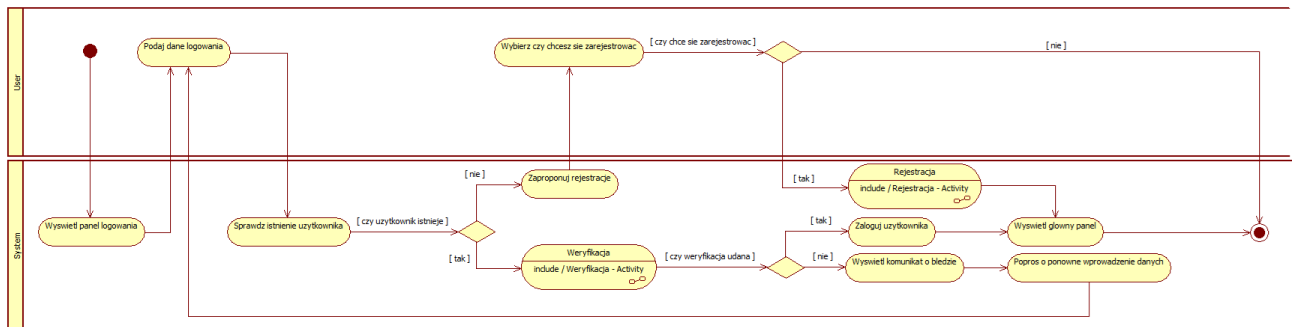 User
Podaj dane logowania
Wybierz czy chcesz sie zarejestrowac
[ czy chce sie zarejestrowac ]
[ nie ]
System
Wyswietl panel logowania
Sprawdz istnienie uzytkownika
[ czy uzytkownik istnieje ]
[ nie ]
Zaproponuj rejestracje
[ tak ]
Weryfikacja
include / Weryfikacja - Activity
[ czy weryfikacja udana ]
[ tak ]
Rejestracja
include / Rejestracja - Activity
[ tak ]
Zaloguj uzytkownika
Wyswietl glowny panel
[ nie ]
Wyswietl komunikat o bledzie
Popros o ponowne wprowadzenie danych